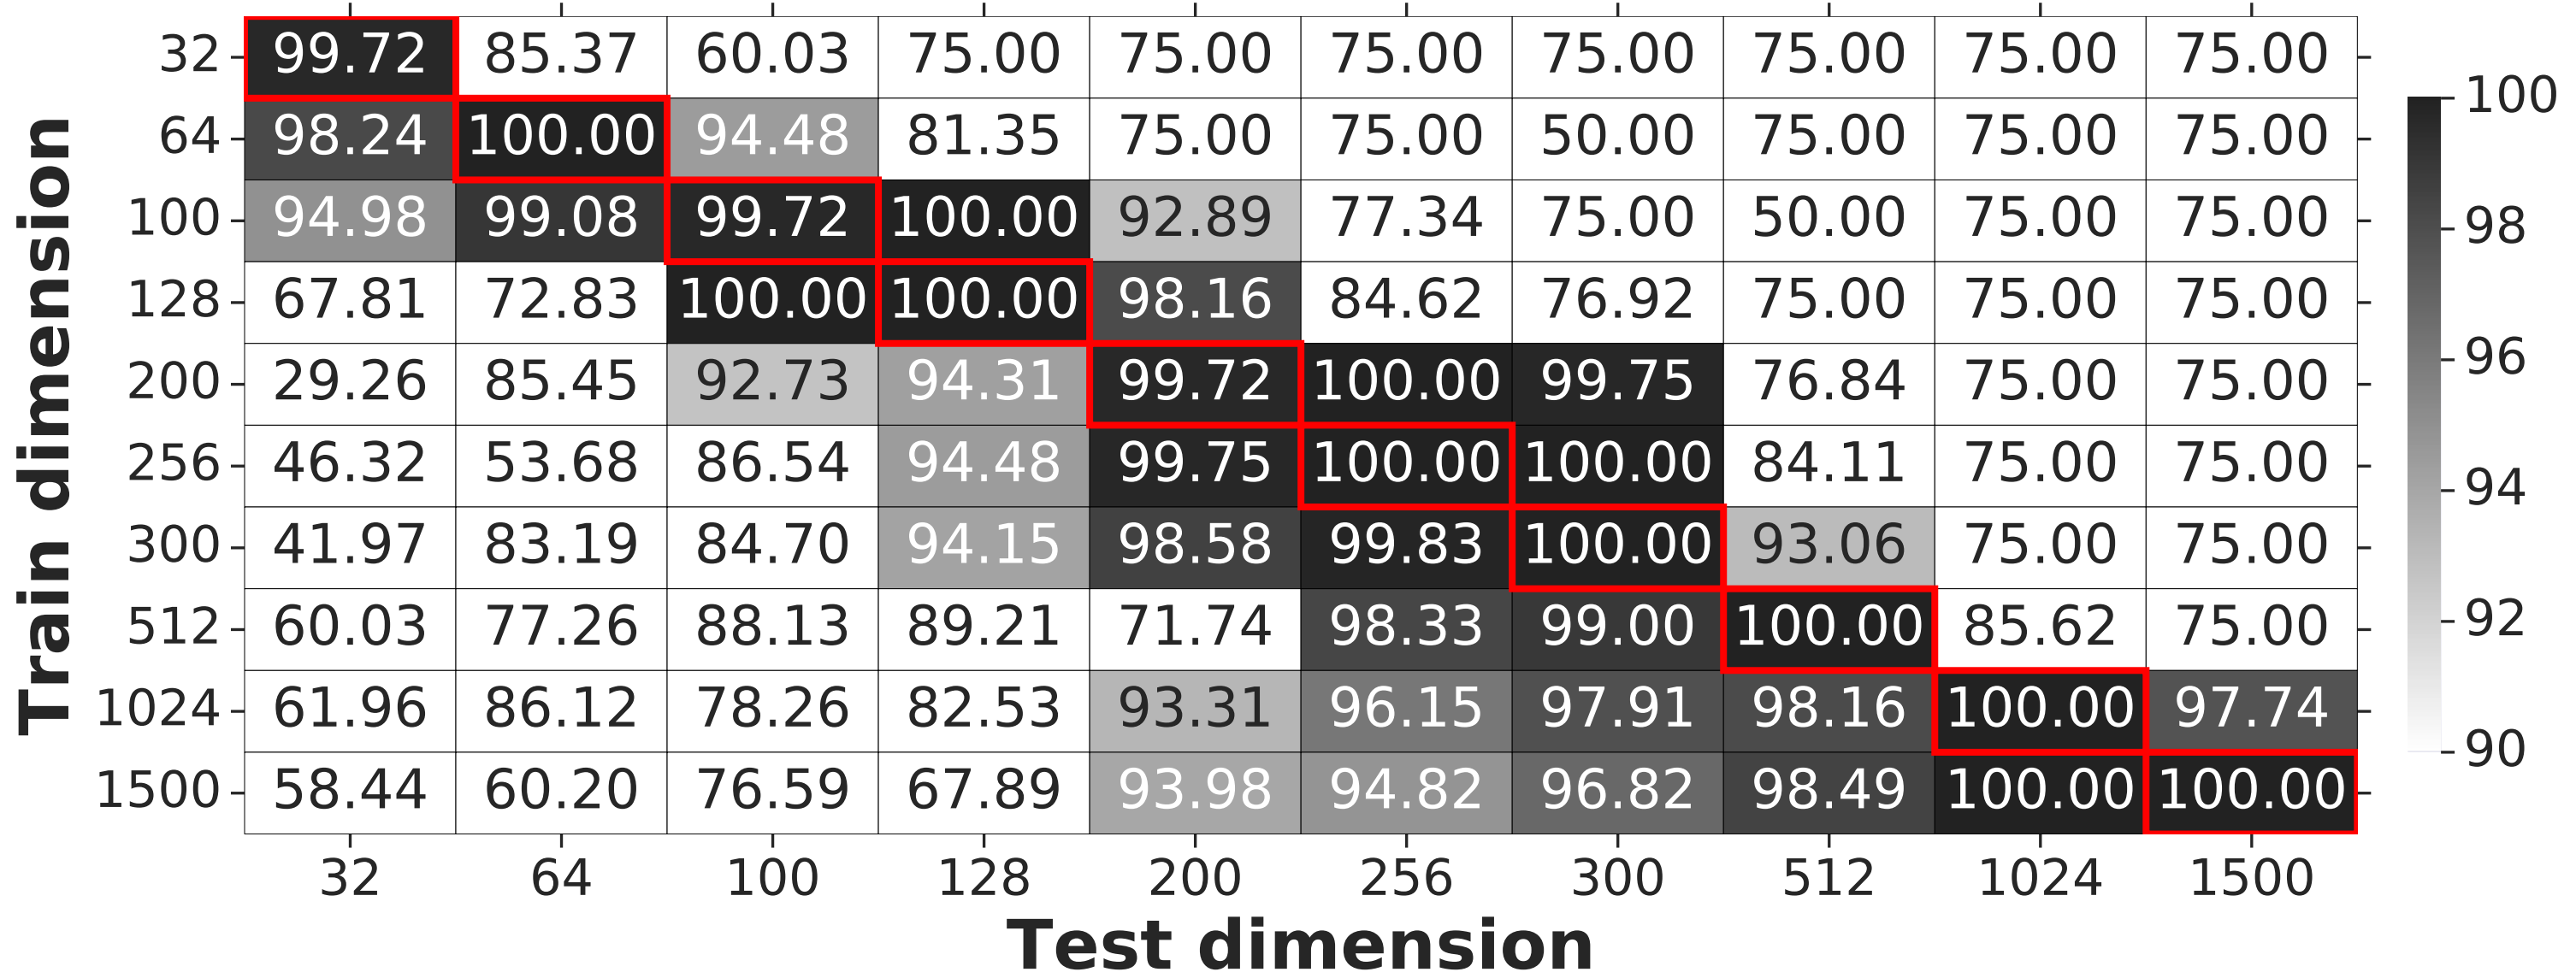 Train dimension
32 99.72 85.37 60.03 75.00 75.00 75.00 75.00 75.00 75.00 75.00
64 98.24 100.00 94.48 81.35 75.00 75.00 50.00 75.00 75.00 75.00
100 94.98 99.08 99.72 100.00 92.89 77.34 75.00 50.00 75.00 75.00
128 67.81 72.83 100.00 100.00 98.16 84.62 76.92 75.00 75.00 75.00
200 29.26 85.45 92.73 94.31 99.72 100.00 99.75 76.84 75.00 75.00
256 46.32 53.68 86.54 94.48 99.75 100.00 100.00 84.11 75.00 75.00
300 41.97 83.19 84.70 94.15 98.58 99.83 100.00 93.06 75.00 75.00
512 60.03 77.26 88.13 89.21 71.74 98.33 99.00 100.00 85.62 75.00
1024 61.96 86.12 78.26 82.53 93.31 96.15 97.91 98.16 100.00 97.74
1500 58.44 60.20 76.59 67.89 93.98 94.82 96.82 98.49 100.00 100.00
32 64 100 128 200 256 300 512 1024 1500
Test dimension
100
98
96
94
92
90